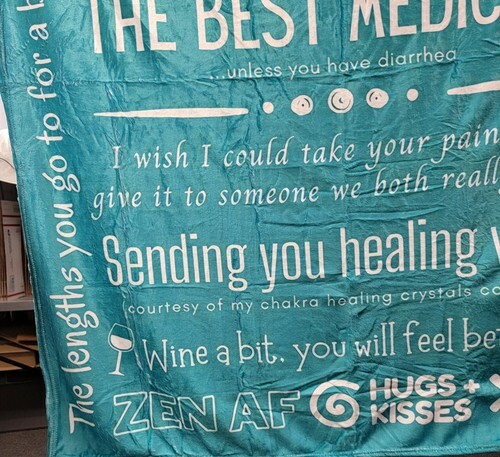 THE BEST MEDIC
...unless you have diarrhea
I wish I could take your pain
give it to someone we both reall
Sending you healing
courtesy of my chakra healing crystals co
Wine a bit. you will feel be
ZEN AF
HUGS +
KISSES
The lengths you go to for a